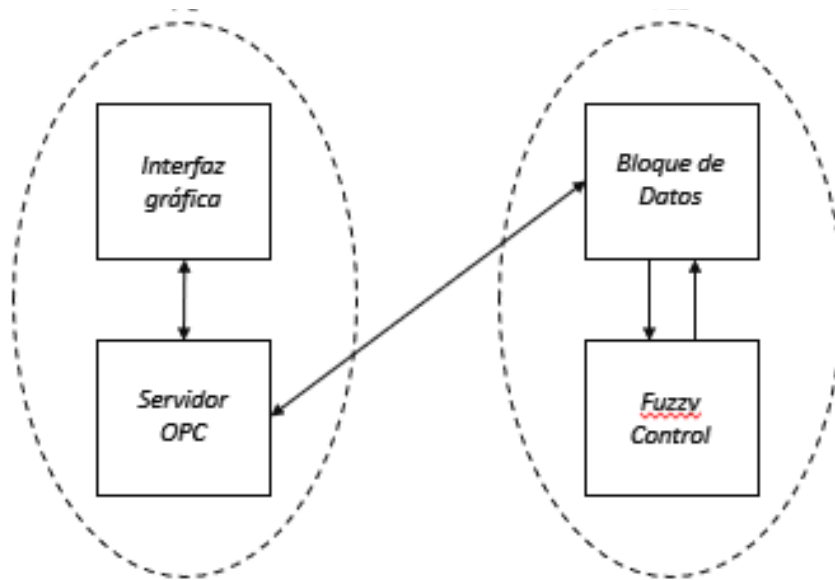 Interfaz
gráfica
Servidor
OPC
Bloque de
Datos
Fuzzy
Control